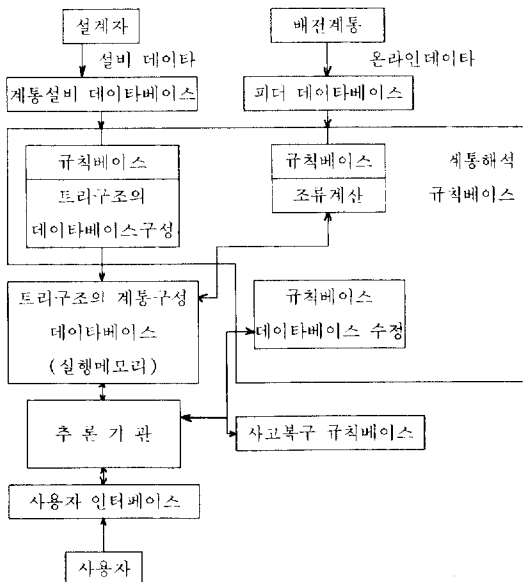 설계자
배전계통
설비 데이타
온라인데이타
계통설비 데이타베이스
피더 데이타베이스
규칙베이스
트리구조의
데이타베이스구성
규칙베이스
조류계산
계통해석
규칙베이스
트리구조의 계통구성
데이타베이스
(실행메모리)
규칙베이스
데이타베이스 수정
추 론 기 관
사고복구 규칙베이스
사용자 인터페이스
사용자